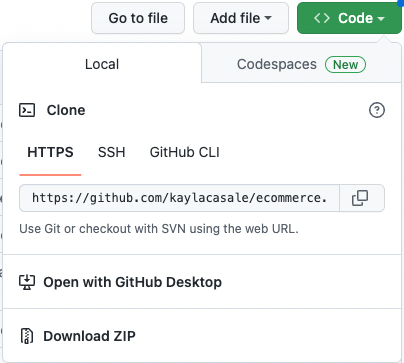 Go to file Add file Code
Local Codespaces New
Clone
HTTPS SSH GitHub CLI
https://github.com/kaylacasale/ecommerce.
Use Git or checkout with SVN using the web URL.
Open with GitHub Desktop
Download ZIP